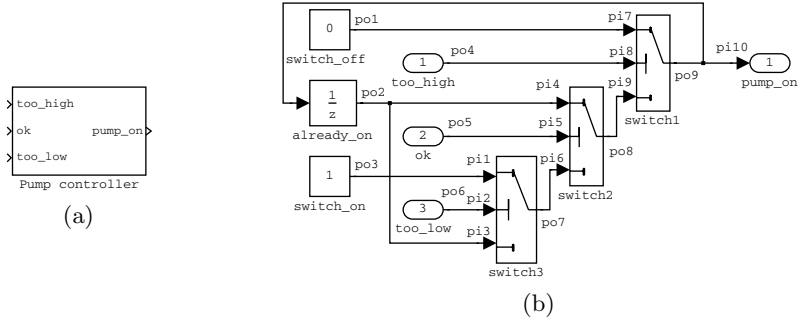 too_high
ok
pump_on
too_low
Pump controller
(a)
0
po1
switch_off
po4
1
too_high
pi7
pi8
pi9
po9
switch1
pi10
1
pump_on
1
z
po2
already_on
po5
2
ok
pi4
pi5
pi6
po8
switch2
1
po3
switch_on
po6
3
too_low
pi1
pi2
pi3
po7
switch3
(b)